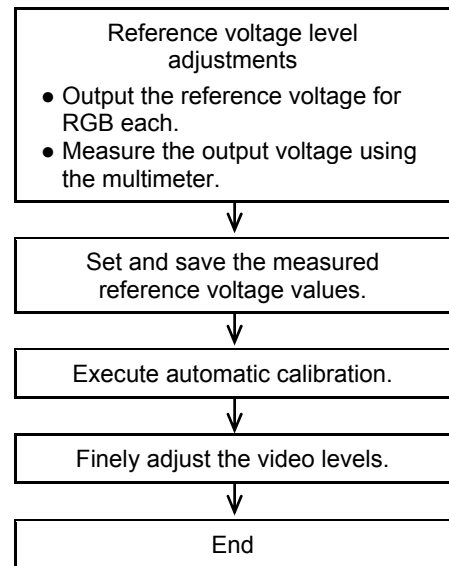 Reference voltage level
adjustments
● Output the reference voltage for
RGB each.
● Measure the output voltage using
the multimeter.
Set and save the measured
reference voltage values.
Execute automatic calibration.
Finely adjust the video levels.
End